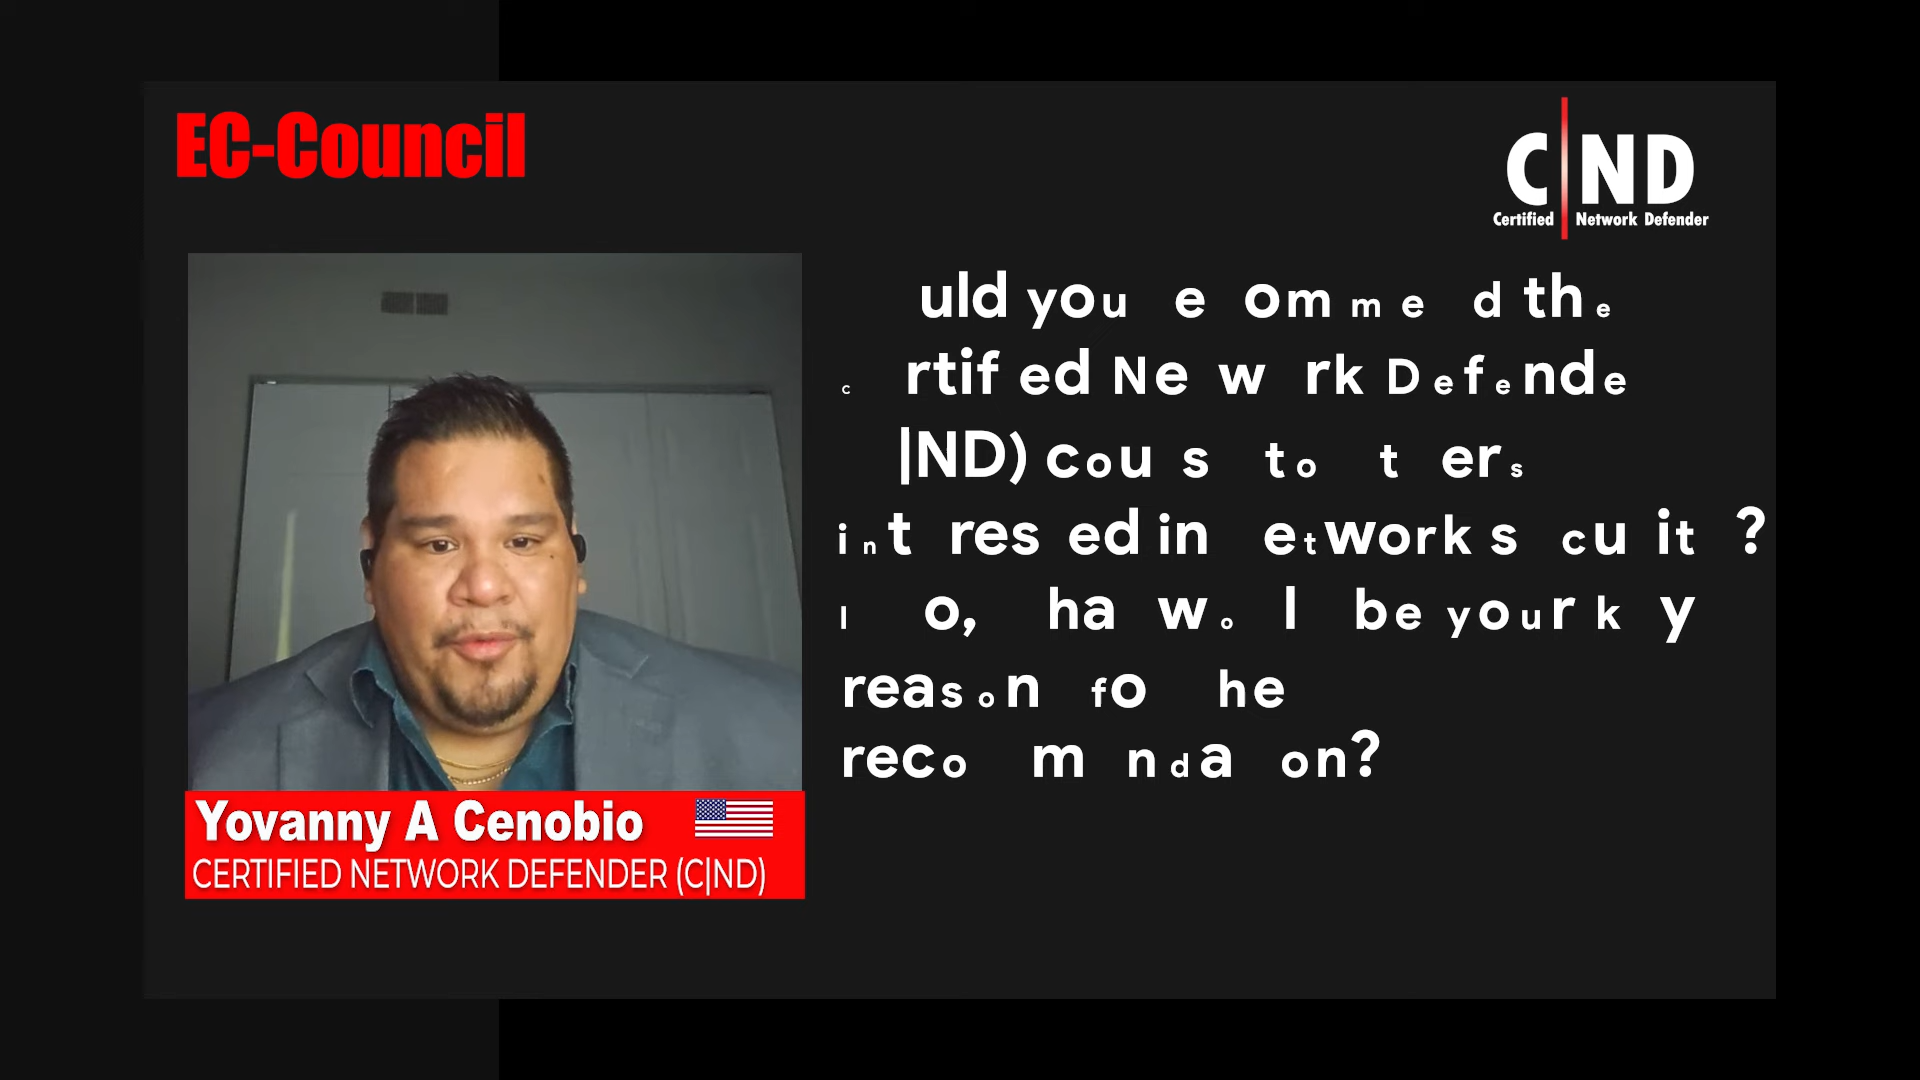 EC-Council
C|ND
Certified Network Defender
uld you e omme d the
c rtif ed Ne w rk Defende
|ND) cou s to t ers
int res ed in etwork s cu it ?
I o, ha wo l be your k y
reason fo he
reco m nda on?
Yovanny A Cenobio
CERTIFIED NETWORK DEFENDER (C|ND)